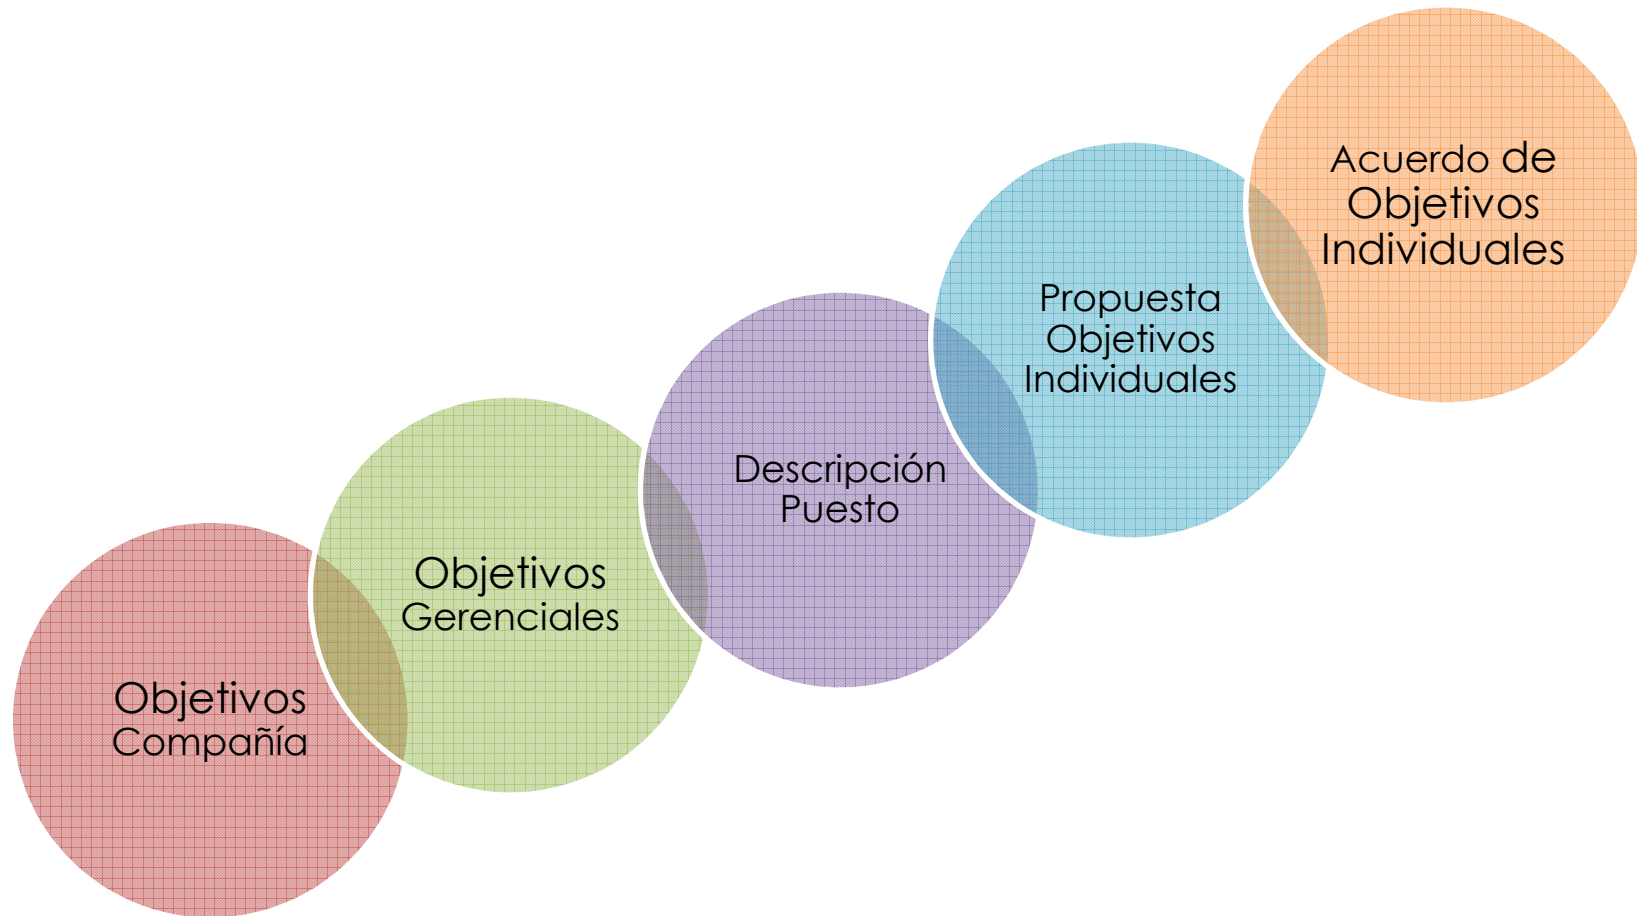 Objetivos
Compañía
Objetivos
Gerenciales
Descripción
Puesto
Propuesta
Objetivos
Individuales
Acuerdo de
Objetivos
Individuales